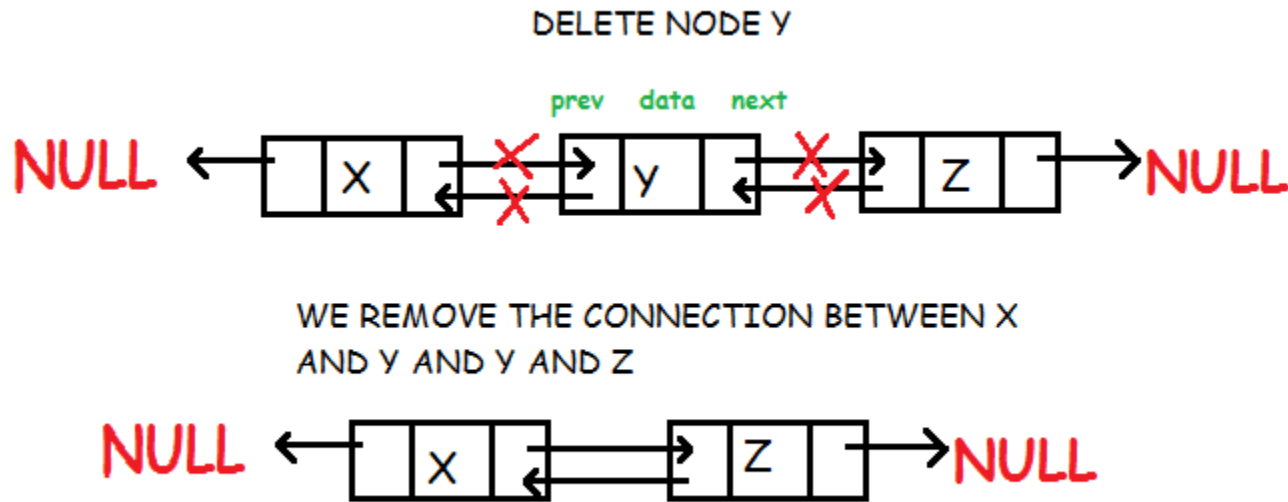 DELETE NODE Y
prev data next
NULL X Y Z NULL
WE REMOVE THE CONNECTION BETWEEN X
AND Y AND Y AND Z
NULL X Z NULL